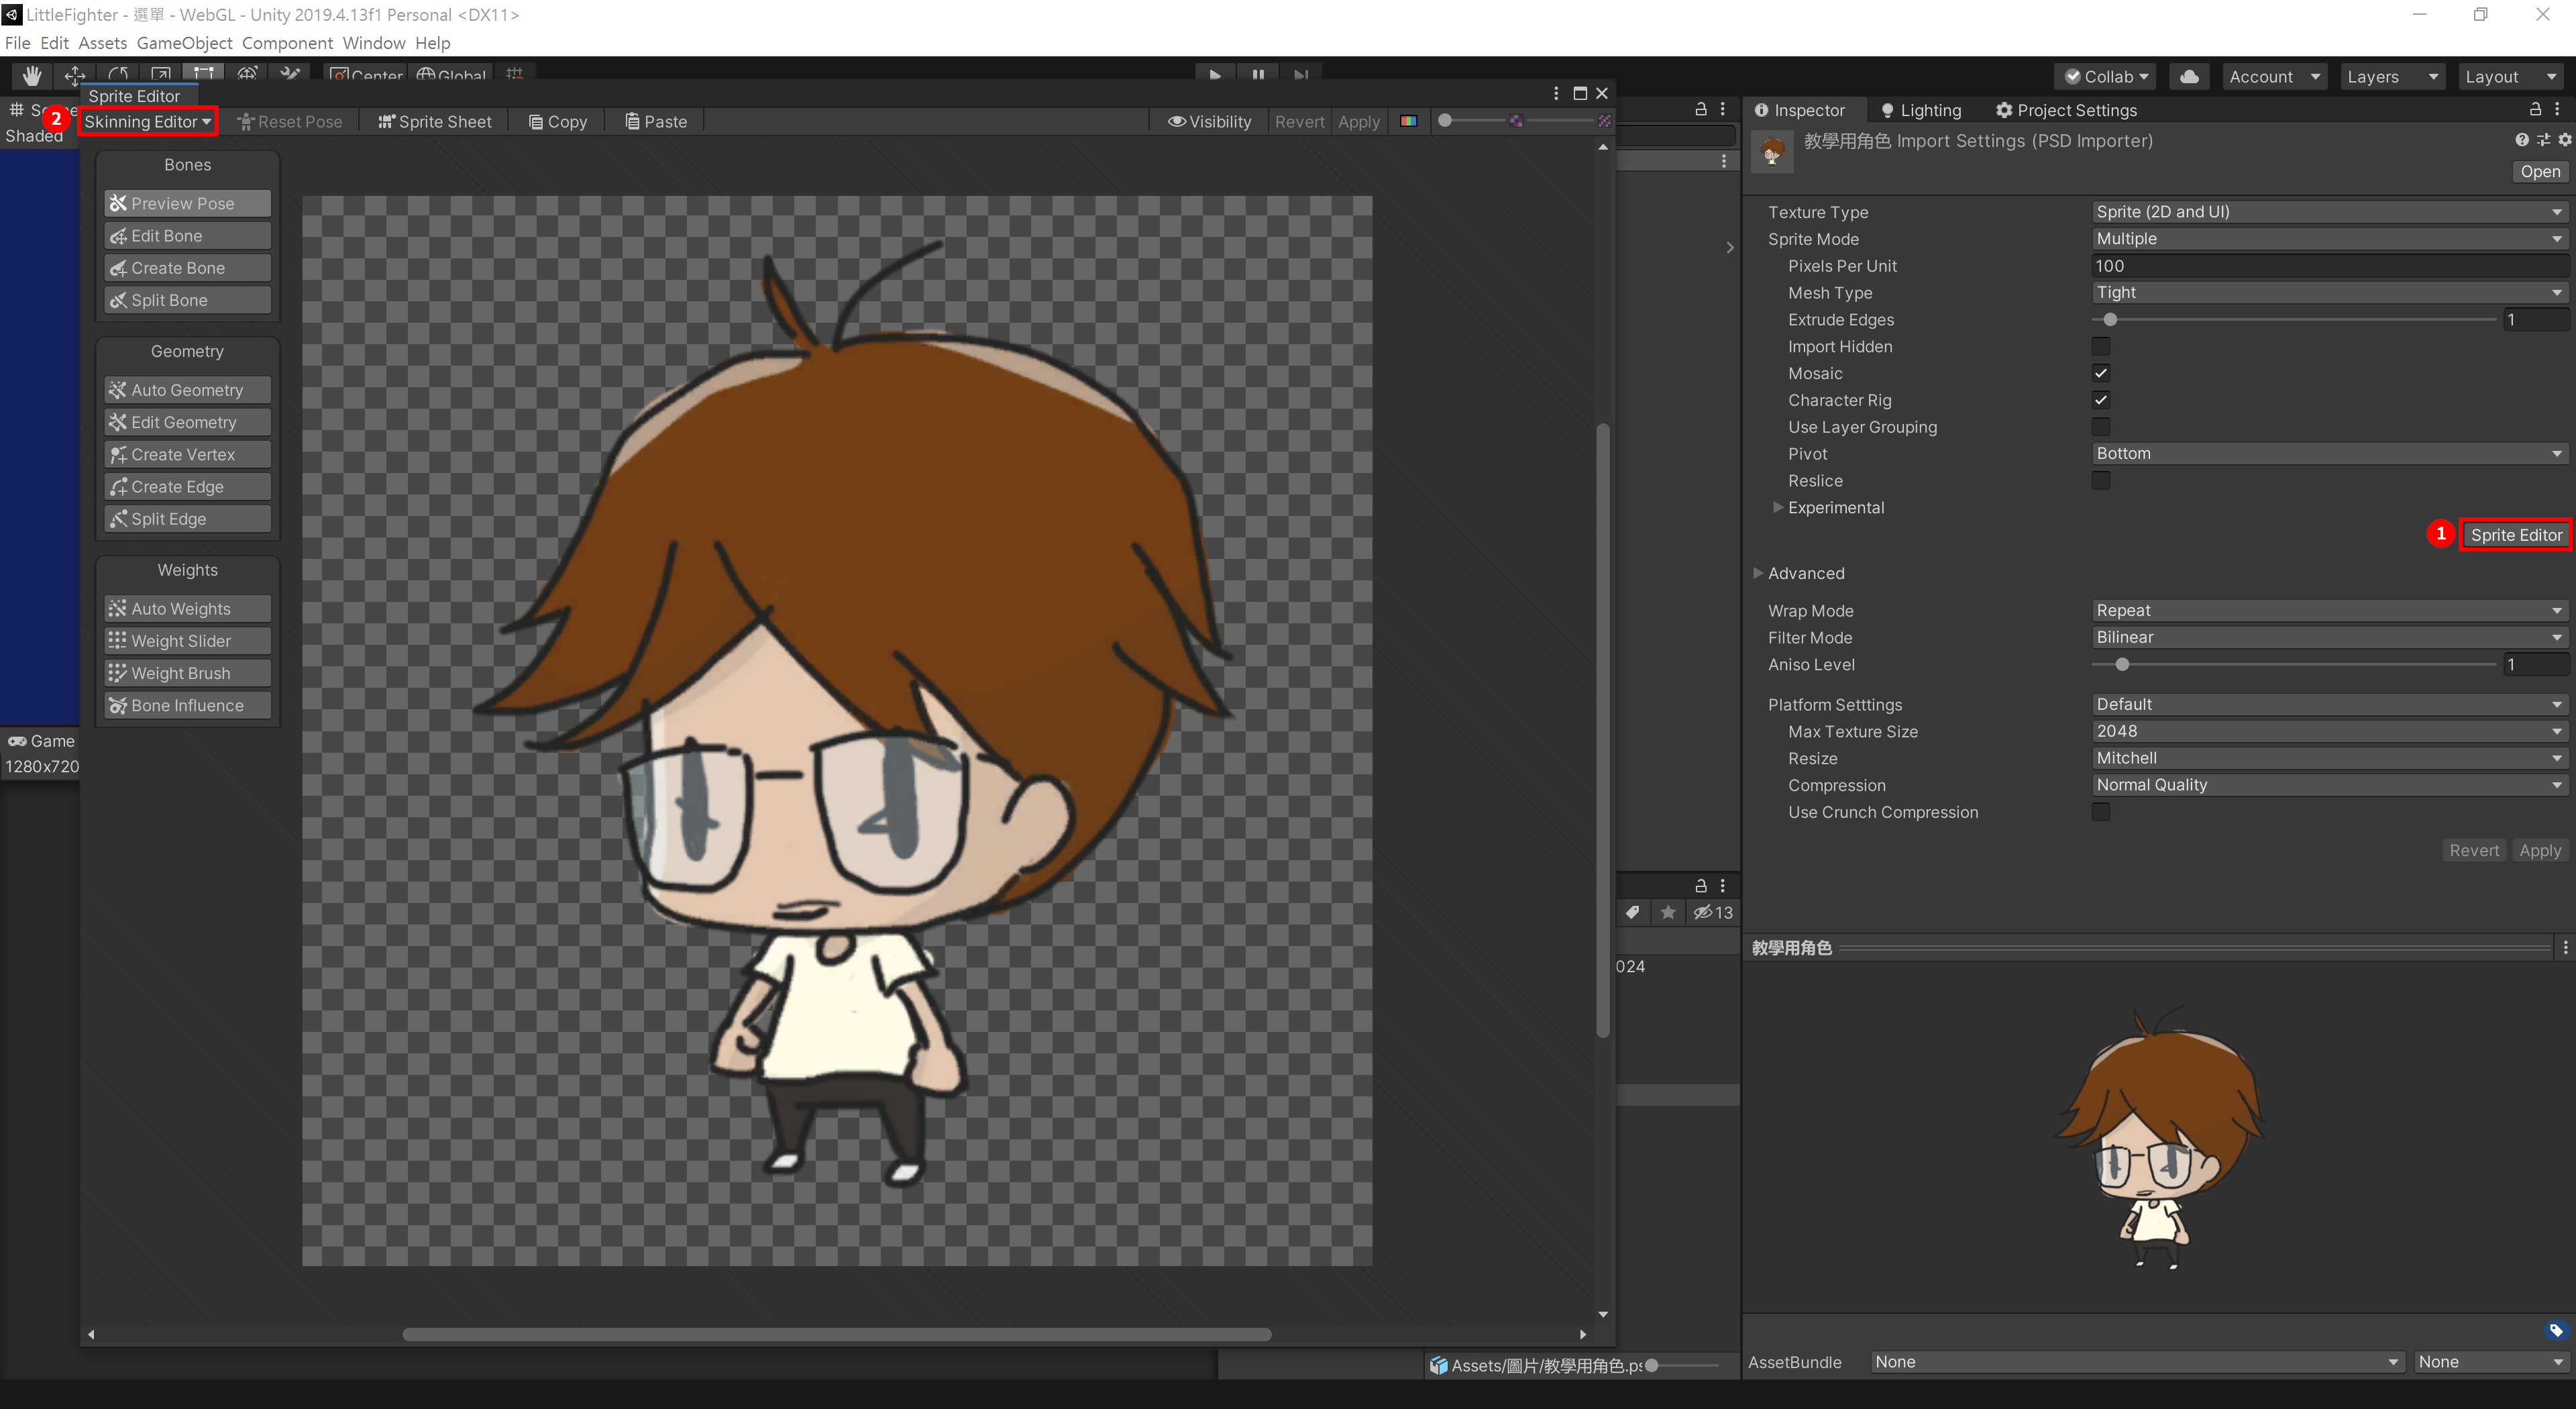 LittleFighter - 選單 - WebGL - Unity 2019.4.13f1 Personal <DX11>
File Edit Assets GameObject Component Window Help
Center Global
Collab Account Layers Layout
Sprite Editor
2 Skinning Editor Reset Pose Sprite Sheet Copy Paste Visibility Revert Apply
Shaded
Bones
Preview Pose
Edit Bone
Create Bone
Split Bone
Geometry
Auto Geometry
Edit Geometry
Create Vertex
Create Edge
Split Edge
Weights
Auto Weights
Weight Slider
Weight Brush
Bone Influence
Game
1280x720
13
024
Assets/圖片/教學用角色.ps
Inspector Lighting Project Settings
教學用角色 Import Settings (PSD Importer)
Open
Texture Type Sprite (2D and UI)
Sprite Mode Multiple
Pixels Per Unit 100
Mesh Type Tight
Extrude Edges 1
Import Hidden
Mosaic
Character Rig
Use Layer Grouping
Pivot Bottom
Reslice
Experimental
1 Sprite Editor
Advanced
Wrap Mode Repeat
Filter Mode Bilinear
Aniso Level 1
Platform Setttings Default
Max Texture Size 2048
Resize Mitchell
Compression Normal Quality
Use Crunch Compression
Revert Apply
教學用角色
AssetBundle None None